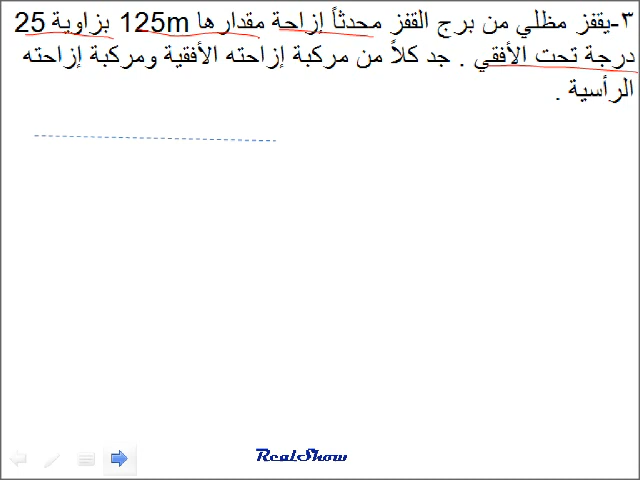 ٣-يقفز مظلي من برج القفز محدثاً إزاحة مقدارها 125m بزاوية 25
درجة تحت الأفقي . جد كلاً من مركبة إزاحته الأفقية ومركبة إزاحته
الرأسية .
RealShow